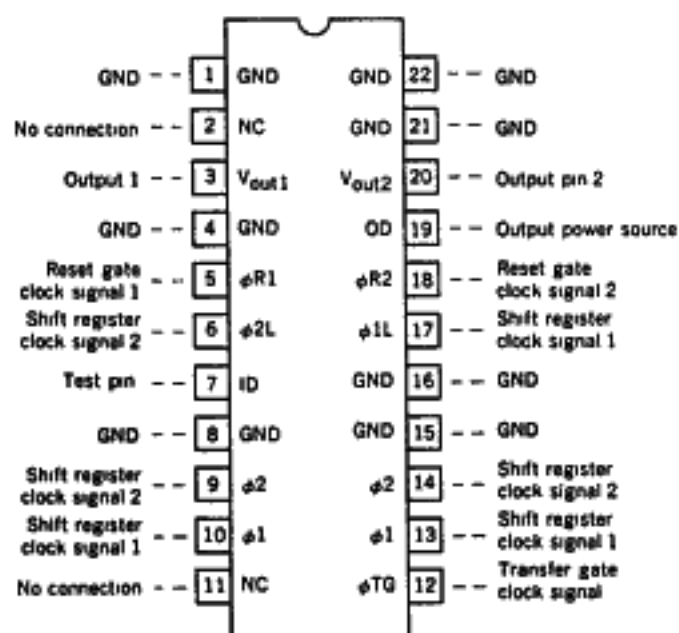 GND -- 1 GND GND 22 -- GND
No connection -- 2 NC GND 21 -- GND
Output 1 -- 3 Vout1 Vout2 20 -- Output pin 2
GND -- 4 GND OD 19 -- Output power source
Reset gate
clock signal 1 -- 5 φR1 φR2 18 -- Reset gate
clock signal 2
Shift register
clock signal 2 -- 6 φ2L φ1L 17 -- Shift register
clock signal 1
Test pin -- 7 ID GND 16 -- GND
GND -- 8 GND GND 15 -- GND
Shift register
clock signal 2 -- 9 φ2 φ2 14 -- Shift register
clock signal 2
Shift register
clock signal 1 -- 10 φ1 φ1 13 -- Shift register
clock signal 1
No connection -- 11 NC φTG 12 -- Transfer gate
clock signal